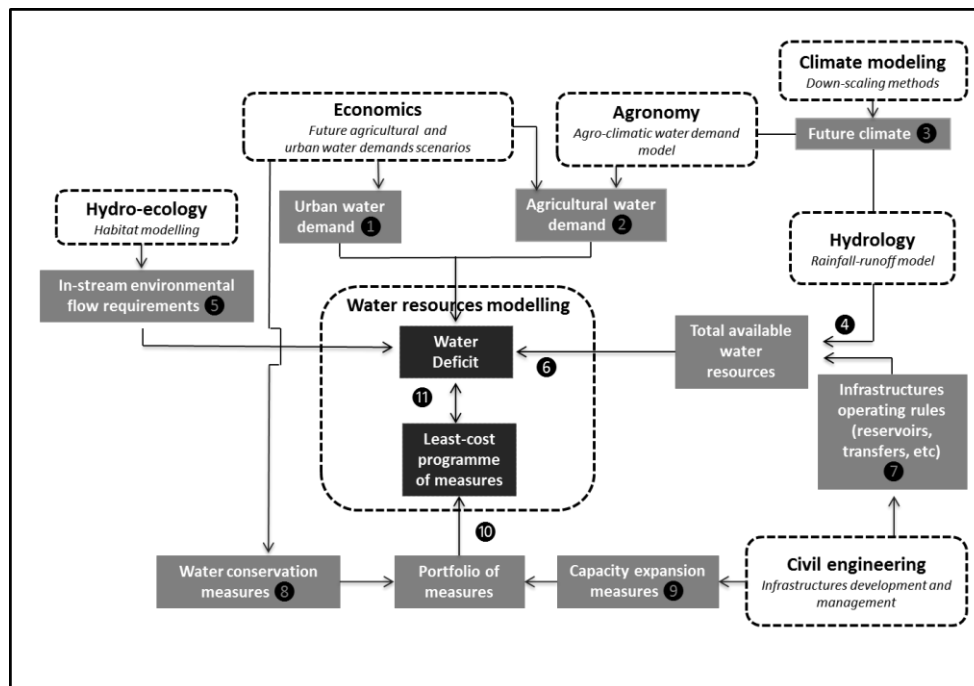 Climate modeling
Down-scaling methods
Economics
Future agricultural and
urban water demands scenarios
Agronomy
Agro-climatic water demand
model
Future climate 3
Urban water
demand 1
Agricultural water
demand 2
Hydro-ecology
Habitat modelling
Hydrology
Rainfall-runoff model
In-stream environmental
flow requirements 5
Water resources modelling
4
Water
Deficit
6
Total available
water
resources
11
Infrastructures
operating rules
(reservoirs,
transfers, etc)
7
Least-cost
programme
of measures
10
Water conservation
measures 8
Portfolio of
measures
Capacity expansion
measures 9
Civil engineering
Infrastructures development and
management